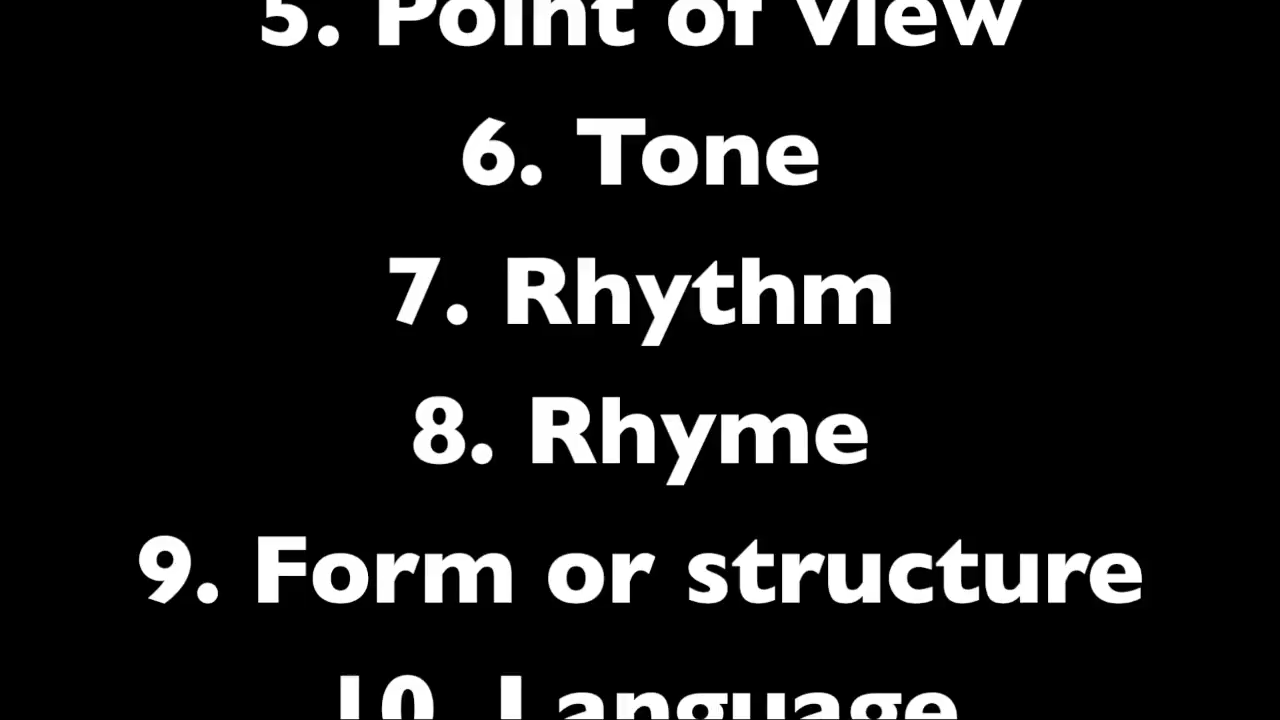 5. Point of view
6. Tone
7. Rhythm
8. Rhyme
9. Form or structure
10. Language